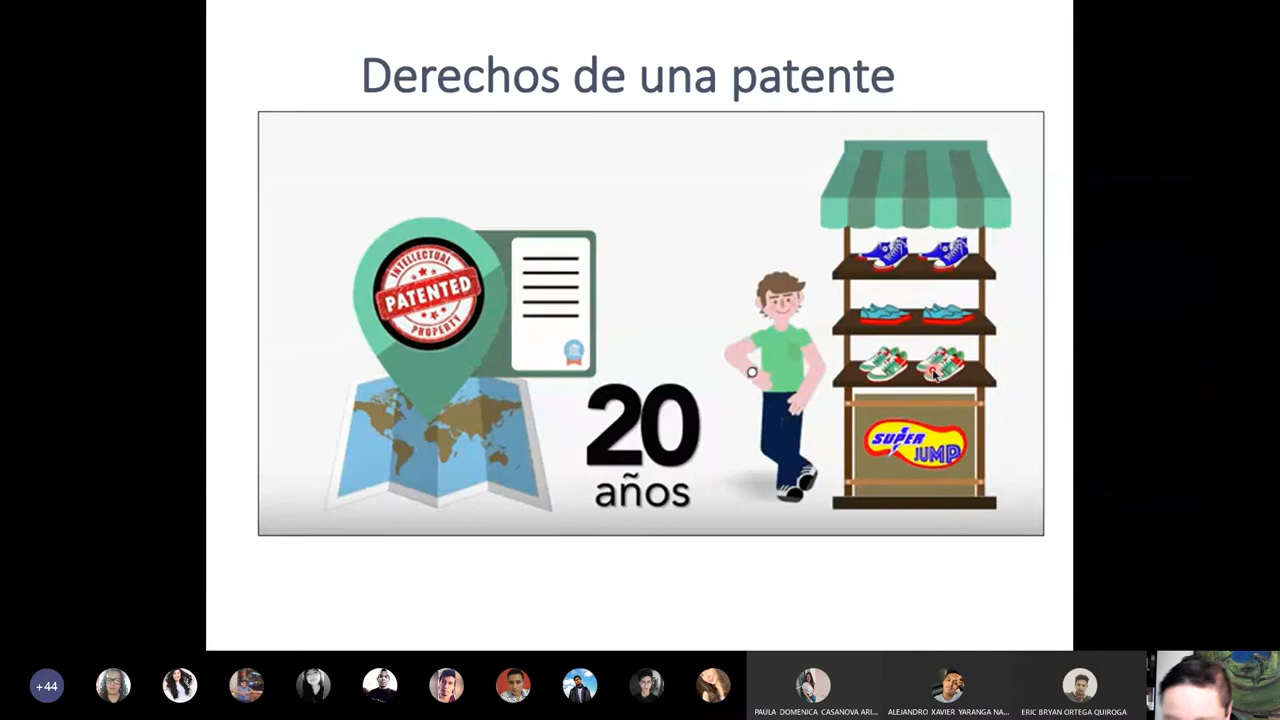 Derechos de una patente
INTELLECTUAL
PATENTED
PROPERTY
20
años
SUPER
JUMP
+44
PAULA DOMENICA CASANOVA ARI...
ALEJANDRO XAVIER YARANGA NA...
ERIC BRYAN ORTEGA QUIROGA